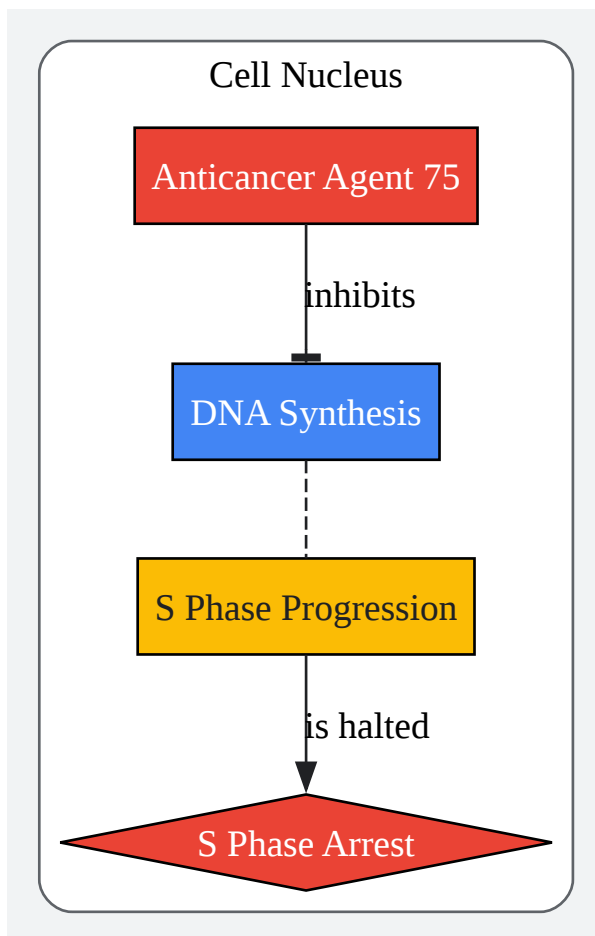 Cell Nucleus
Anticancer Agent 75
inhibits
DNA Synthesis
S Phase Progression
is halted
S Phase Arrest